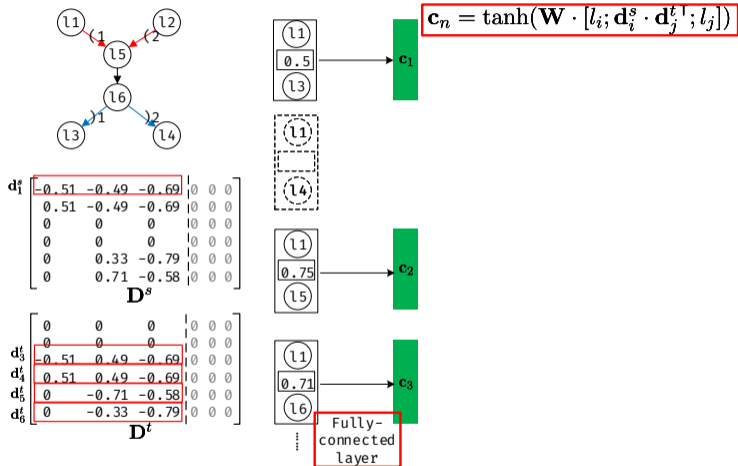 l1 l2
(1 (2
l5
l6
)1 )2
l3 l4
d₁ˢ
-0.51 -0.49 -0.69 0 0 0
0.51 -0.49 -0.69 0 0 0
0 0 0 0 0 0
0 0 0 0 0 0
0 0.33 -0.79 0 0 0
0 0.71 -0.58 0 0 0
Dˢ
0 0 0 0 0 0
0 0 0 0 0 0
d₃ᵗ -0.51 0.49 -0.69 0 0 0
d₄ᵗ 0.51 0.49 -0.69 0 0 0
d₅ᵗ 0 -0.71 -0.58 0 0 0
d₆ᵗ 0 -0.33 -0.79 0 0 0
Dᵗ
l1
0.5
l3
c₁
l1
l4
l1
0.75
l5
c₂
l1
0.71
l6
c₃
Fully-
connected
layer
cₙ = tanh(W · [lᵢ; dᵢˢ · dⱼᵗ⊤; lⱼ])